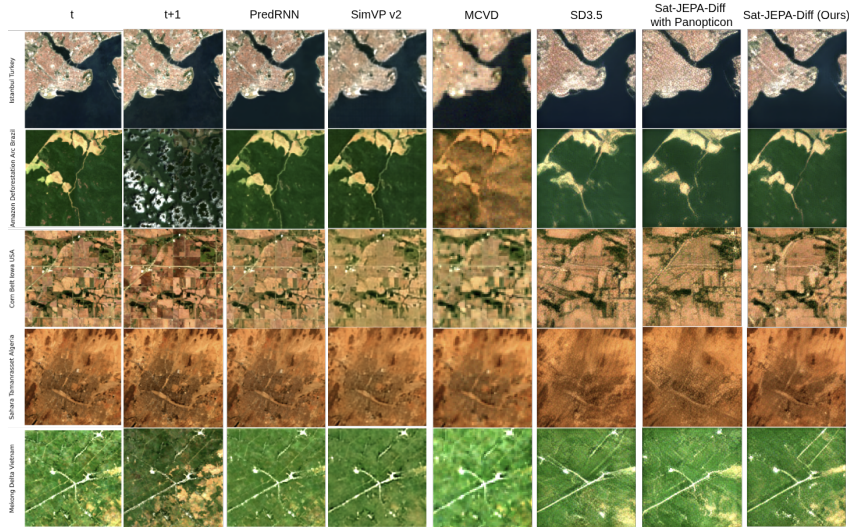 t
t+1
PredRNN
SimVP v2
MCVD
SD3.5
Sat-JEPA-Diff
with Panopticon
Sat-JEPA-Diff (Ours)
Istanbul Turkey
Amazon Deforestation Arc Brazil
Corn Belt Iowa USA
Sahara Tamanrasset Algeria
Mekong Delta Vietnam